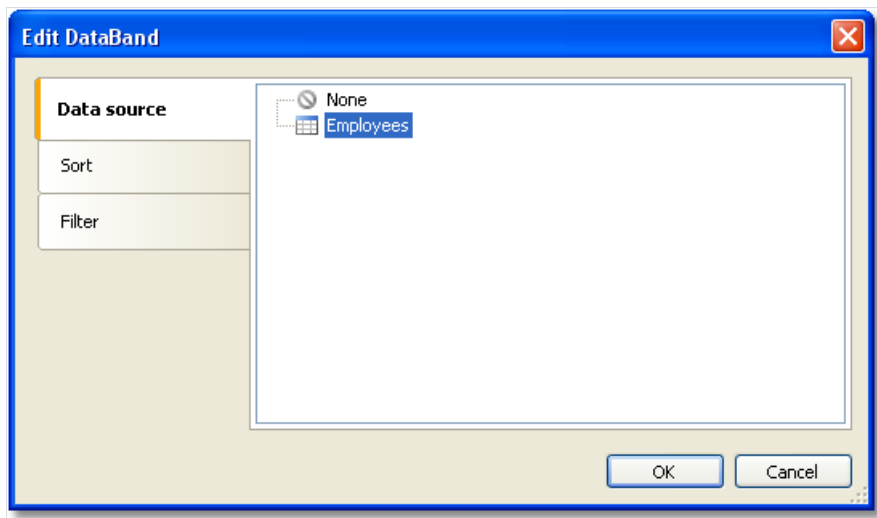 Edit DataBand
Data source
Sort
Filter
None
Employees
OK
Cancel